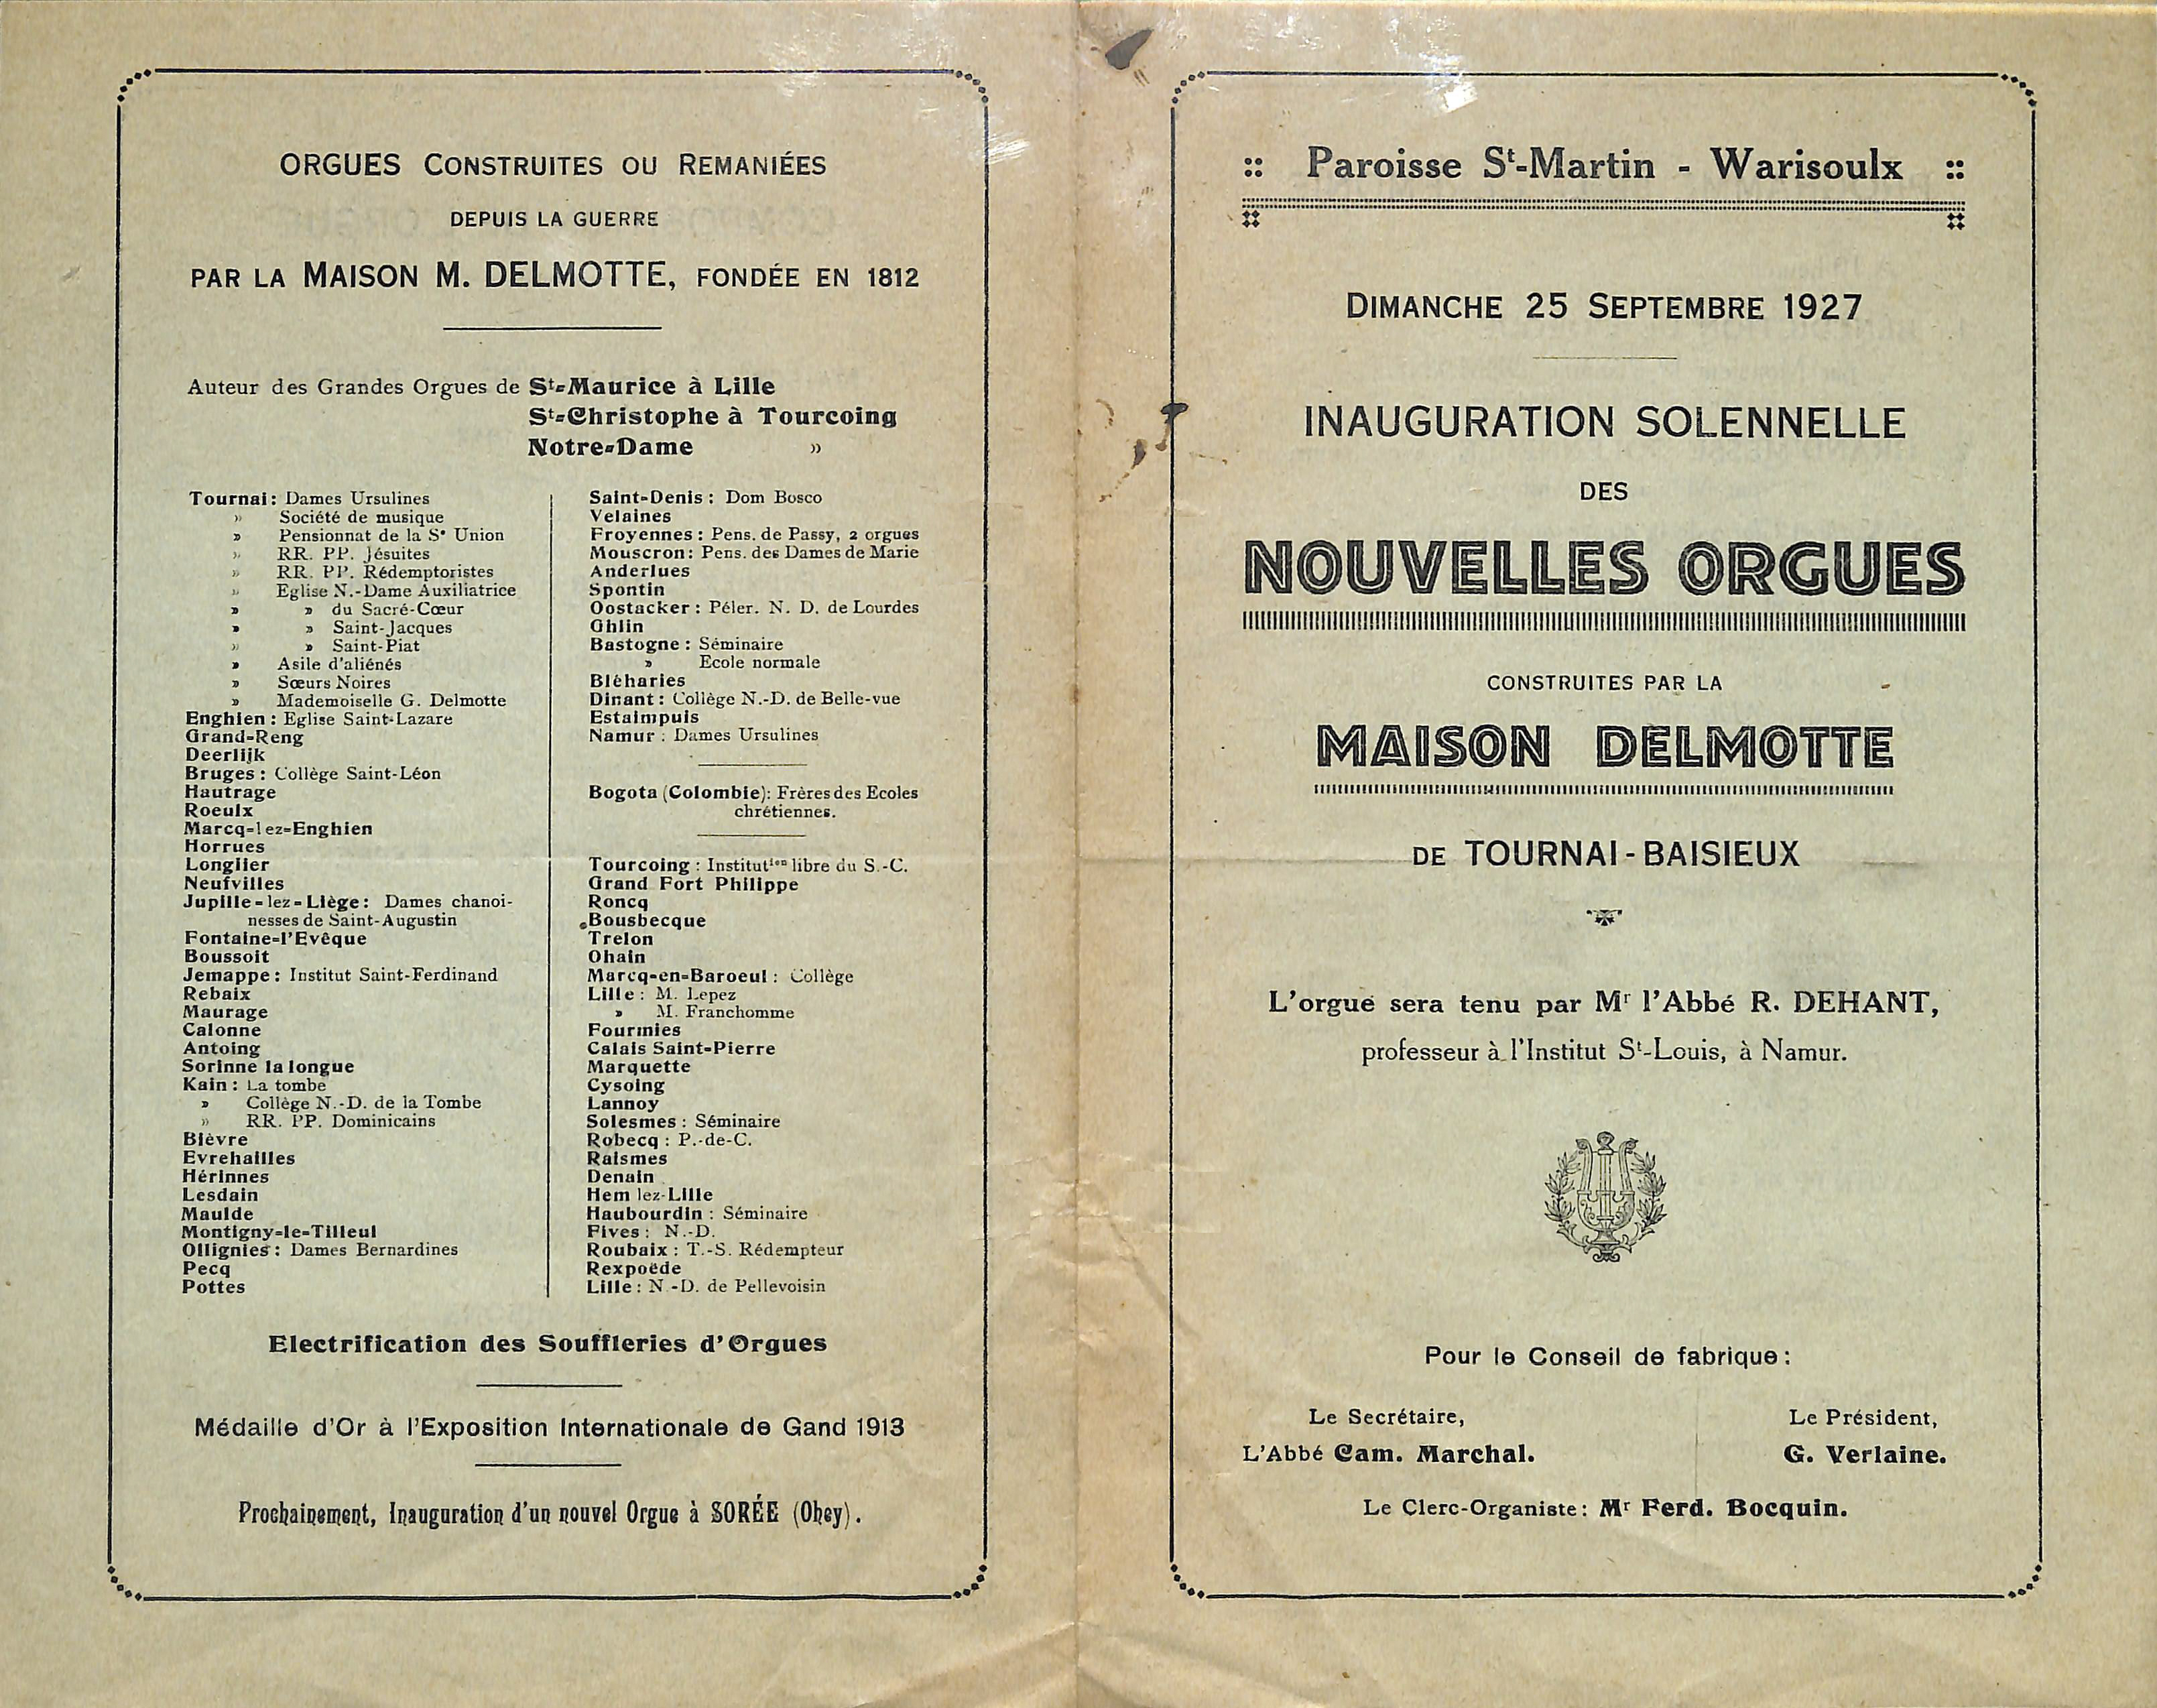 ORGUES CONSTRUITES OU REMANIÉES
DEPUIS LA GUERRE
PAR LA MAISON M. DELMOTTE, FONDÉE EN 1812
Auteur des Grandes Orgues de St-Maurice à Lille
St-Christophe à Tourcoing
Notre-Dame »
Tournai: Dames Ursulines
» Société de musique
» Pensionnat de la Se Union
» RR. PP. Jésuites
» RR. PP. Rédemptoristes
» Eglise N.-Dame Auxiliatrice
» » du Sacré-Cœur
» » Saint-Jacques
» » Saint-Piat
» Asile d'aliénés
» Sœurs Noires
» Mademoiselle G. Delmotte
Enghien : Eglise Saint-Lazare
Grand-Reng
Deerlijk
Bruges : Collège Saint-Léon
Hautrage
Roeulx
Marcq-lez-Enghien
Horrues
Longlier
Neufvilles
Jupille-lez-Liège : Dames chanoi-
nesses de Saint-Augustin
Fontaine-l'Evêque
Boussoit
Jemappe : Institut Saint-Ferdinand
Rebaix
Maurage
Calonne
Antoing
Sorinne la longue
Kain : La tombe
» Collège N.-D. de la Tombe
» RR. PP. Dominicains
Bièvre
Evrehailles
Hérinnes
Lesdain
Maulde
Montigny-le-Tilleul
Ollignies : Dames Bernardines
Pecq
Pottes
Saint-Denis : Dom Bosco
Velaines
Froyennes : Pens. de Passy, 2 orgues
Mouscron: Pens. des Dames de Marie
Anderlues
Spontin
Oostacker : Péler. N. D. de Lourdes
Ghlin
Bastogne : Séminaire
» Ecole normale
Bléharies
Dinant : Collège N.-D. de Belle-vue
Estaimpuis
Namur : Dames Ursulines
Bogota (Colombie): Frères des Ecoles
chrétiennes.
Tourcoing : Institution libre du S.-C.
Grand Fort Philippe
Roncq
Bousbecque
Trelon
Ohain
Marcq-en-Baroeul : Collège
Lille : M. Lepez
» M. Franchomme
Fourmies
Calais Saint-Pierre
Marquette
Cysoing
Lannoy
Solesmes : Séminaire
Robecq : P.-de-C.
Raismes
Denain
Hem lez-Lille
Haubourdin : Séminaire
Fives : N.-D.
Roubaix : T.-S. Rédempteur
Rexpoëde
Lille : N.-D. de Pellevoisin
Electrification des Souffleries d'Orgues
Médaille d'Or à l'Exposition Internationale de Gand 1913
Prochainement, Inauguration d'un nouvel Orgue à SORÉE (Ohey).
:: Paroisse St-Martin - Warisoulx ::
DIMANCHE 25 SEPTEMBRE 1927
INAUGURATION SOLENNELLE
DES
NOUVELLES ORGUES
CONSTRUITES PAR LA
MAISON DELMOTTE
DE TOURNAI - BAISIEUX
L'orgue sera tenu par Mr l'Abbé R. DEHANT,
professeur à l'Institut St-Louis, à Namur.
Pour le Conseil de fabrique :
Le Secrétaire, Le Président,
L'Abbé Cam. Marchal. G. Verlaine.
Le Clerc-Organiste : Mr Ferd. Bocquin.